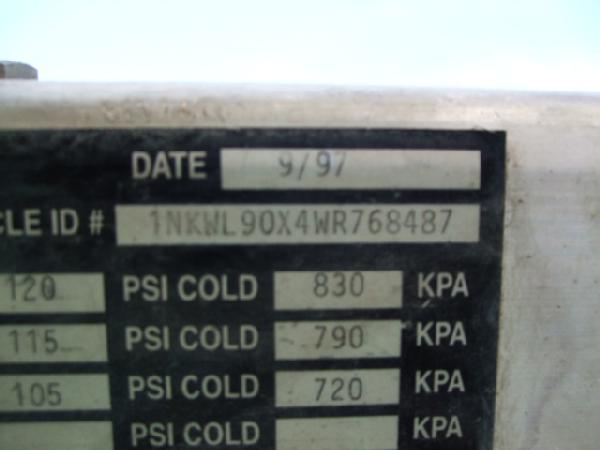 DATE 9/97
CLE ID # 1NKWL90X4WR768487
120 PSI COLD 830 KPA
115 PSI COLD 790 KPA
105 PSI COLD 720 KPA
PSI COLD KPA